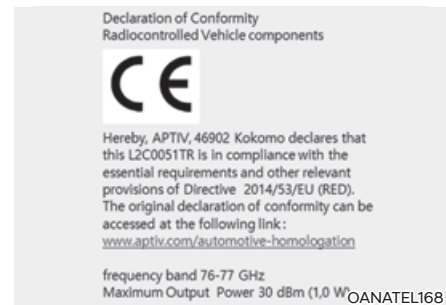 Declaration of Conformity
Radiocontrolled Vehicle components
CE
Hereby, APTIV, 46902 Kokomo declares that
this L2C0051TR is in compliance with the
essential requirements and other relevant
provisions of Directive 2014/53/EU (RED).
The original declaration of conformity can be
accessed at the following link:
www.aptiv.com/automotive-homologation
frequency band 76-77 GHz
Maximum Output Power 30 dBm (1,0 W)
OANATEL168